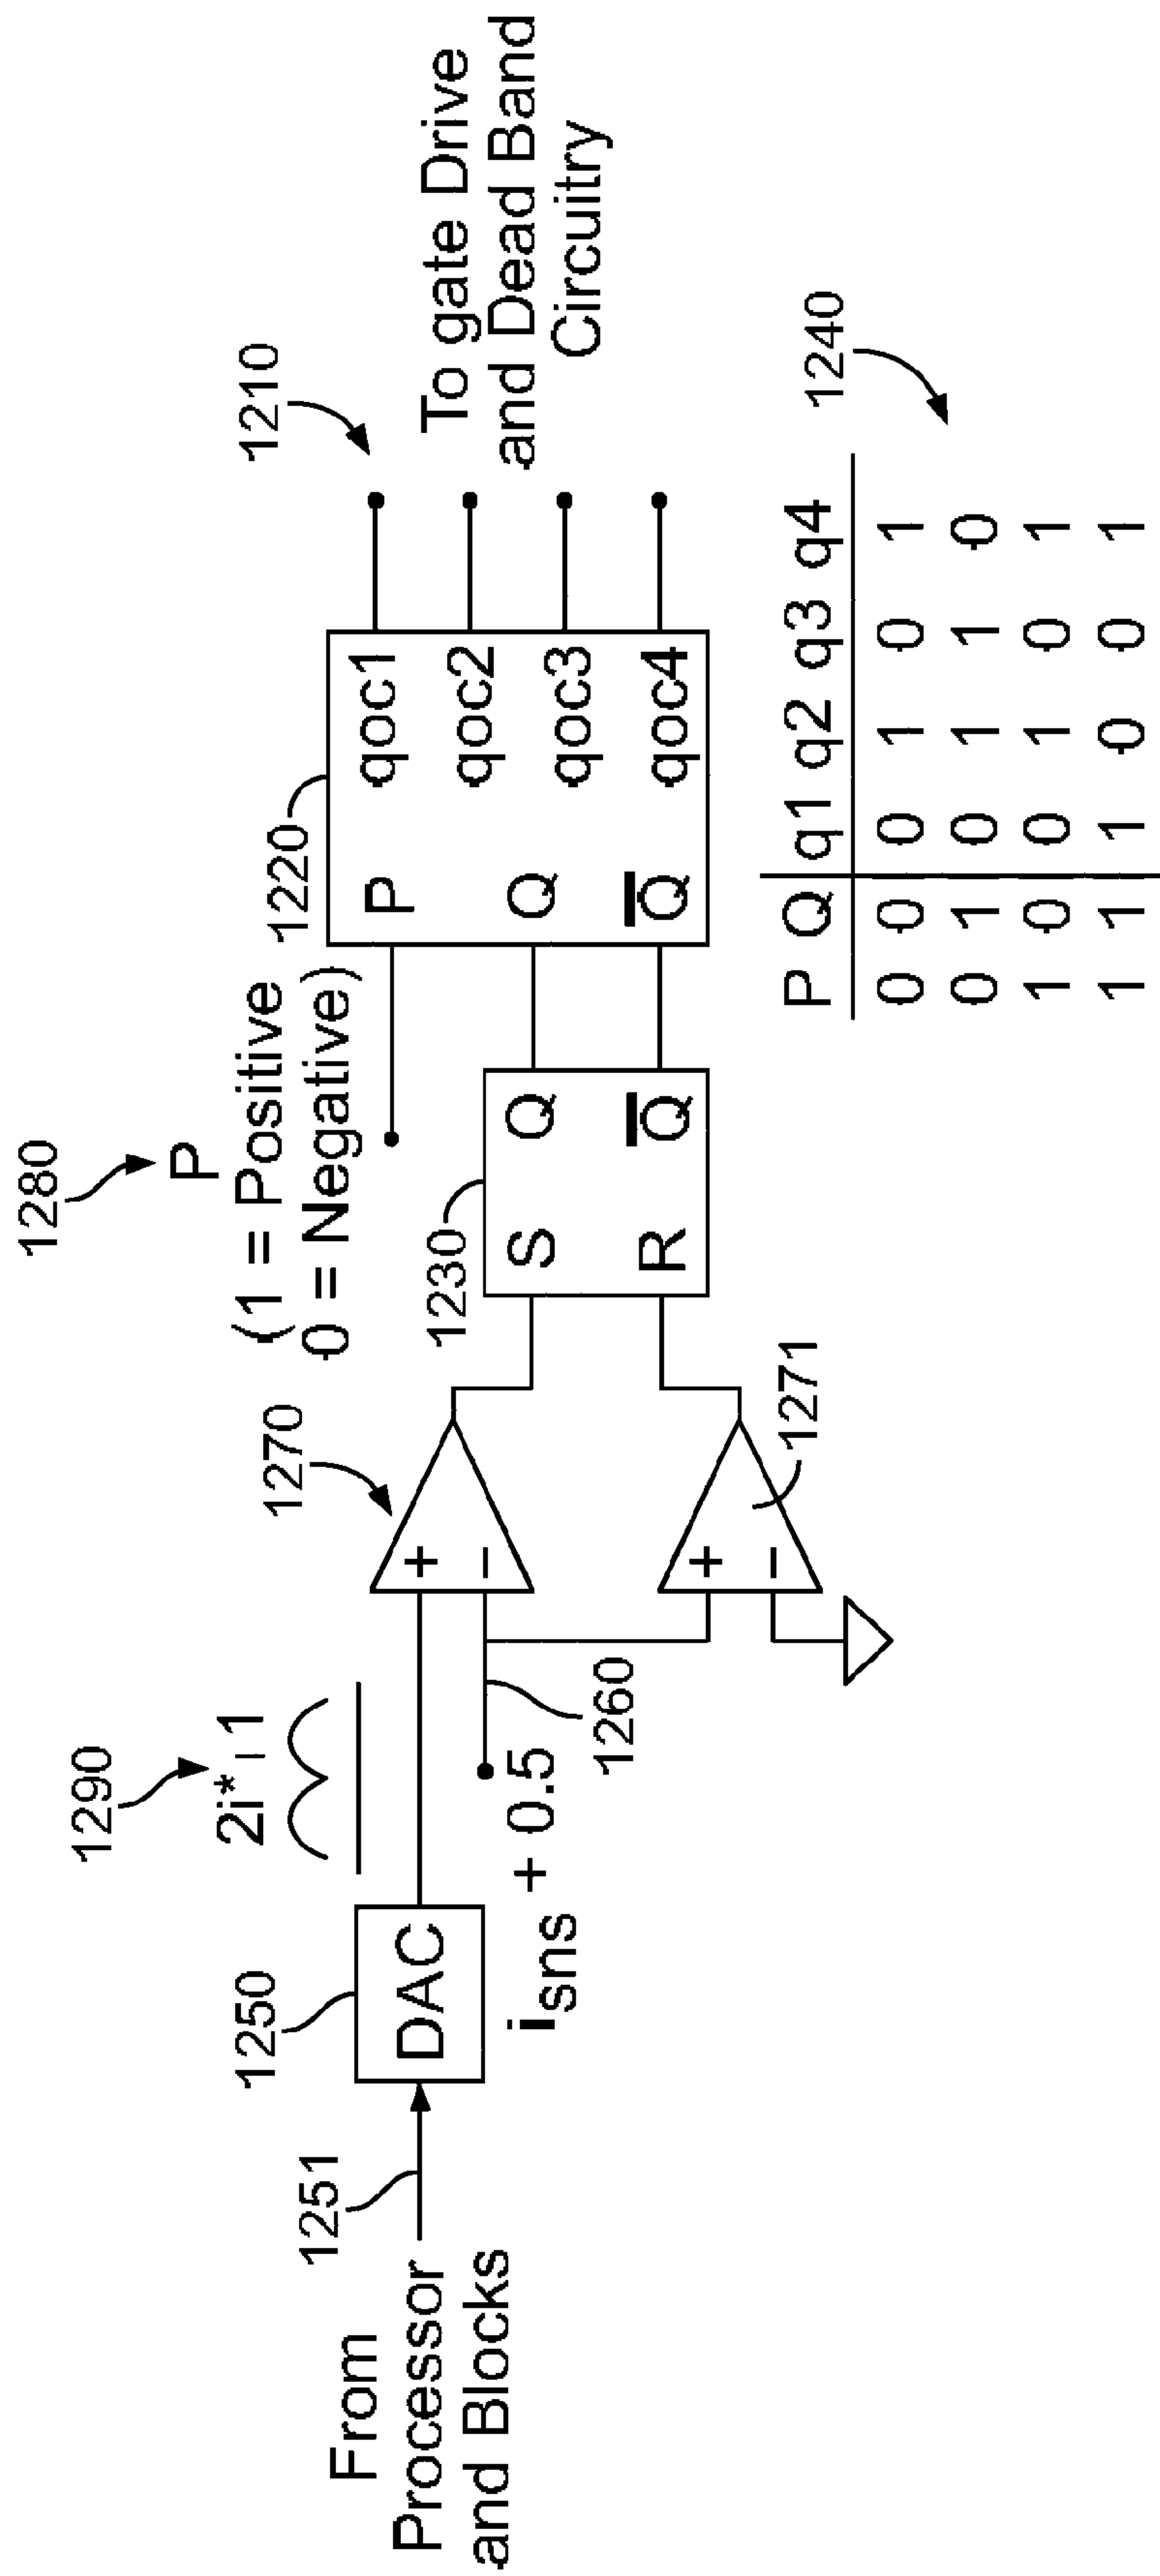 1280
P
(1 = Positive
0 = Negative)
1290
2i* | 1
1270
1220
1210
1250
DAC
1251
From
Processor
and Blocks
i_sns + 0.5
1260
+
−
+
−
1271
1230
S Q
R Q̅
P qoc1
Q qoc2
qoc3
Q̅ qoc4
To gate Drive
and Dead Band
Circuitry
1240
P Q q1 q2 q3 q4
0 0 0 1 0 1
0 1 0 1 1 0
1 0 0 1 0 1
1 1 1 0 0 1